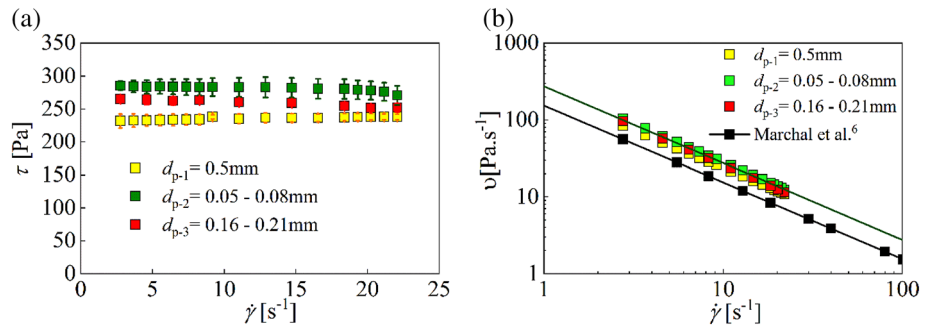 (a)
τ [Pa]
350
300
250
200
150
100
50
0
d_p-1= 0.5mm
d_p-2= 0.05 - 0.08mm
d_p-3= 0.16 - 0.21mm
0 5 10 15 20 25
γ̇ [s⁻¹]
(b)
υ[Pa.s⁻¹]
1000
100
10
1
d_p-1= 0.5mm
d_p-2= 0.05 - 0.08mm
d_p-3= 0.16 - 0.21mm
Marchal et al.⁶
1 10 100
γ̇ [s⁻¹]